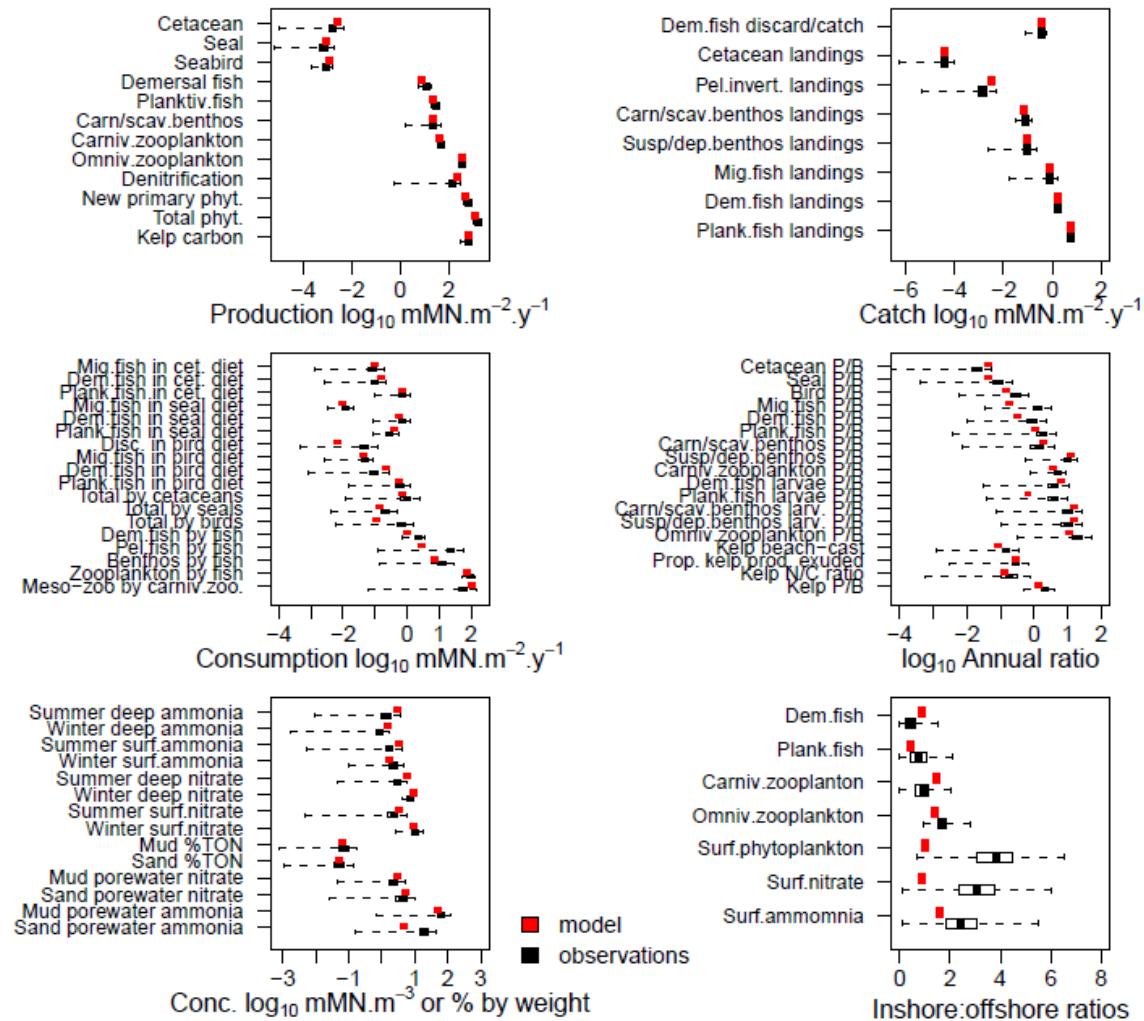 Cetacean
Seal
Seabird
Demersal fish
Planktiv.fish
Carn/scav.benthos
Carniv.zooplankton
Omniv.zooplankton
Denitrification
New primary phyt.
Total phyt.
Kelp carbon
−4 −2 0 2
Production log₁₀ mMN.m⁻².y⁻¹
Dem.fish discard/catch
Cetacean landings
Pel.invert. landings
Carn/scav.benthos landings
Susp/dep.benthos landings
Mig.fish landings
Dem.fish landings
Plank.fish landings
−6 −4 −2 0 2
Catch log₁₀ mMN.m⁻².y⁻¹
Mig.fish in cet. diet
Dem.fish in cet. diet
Plank.fish.in cet. diet
Mig.fish in seal diet
Dem.fish in seal diet
Plank.fish in seal diet
Disc. in bird diet
Mig.fish in bird diet
Dem.fish in bird diet
Plank.fish in bird diet
Total by cetaceans
Total by seals
Total by birds
Dem.fish by fish
Pel.fish by fish
Benthos by fish
Zooplankton by fish
Meso−zoo by carniv.zoo.
−4 −2 0 2
Consumption log₁₀ mMN.m⁻².y⁻¹
Cetacean P/B
Seal P/B
Bird P/B
Mig.fish P/B
Dem.fish P/B
Plank.fish P/B
Carn/scav.benthos P/B
Susp/dep.benthos P/B
Carniv.zooplankton P/B
Dem.fish larvae P/B
Plank.fish larvae P/B
Carn/scav.benthos larv. P/B
Susp/dep.benthos larv. P/B
Omniv.zooplankton P/B
Kelp beach−cast
Prop. kelp prod. exuded
Kelp N/C ratio
Kelp P/B
−4 −2 0 1 2
log₁₀ Annual ratio
Summer deep ammonia
Winter deep ammonia
Summer surf.ammonia
Winter surf.ammonia
Summer deep nitrate
Winter deep nitrate
Summer surf.nitrate
Winter surf.nitrate
Mud %TON
Sand %TON
Mud porewater nitrate
Sand porewater nitrate
Mud porewater ammonia
Sand porewater ammonia
−3 −1 1 2 3
Conc. log₁₀ mMN.m⁻³ or % by weight
model
observations
Dem.fish
Plank.fish
Carniv.zooplanton
Omniv.zooplankton
Surf.phytoplankton
Surf.nitrate
Surf.ammomnia
0 2 4 6 8
Inshore:offshore ratios